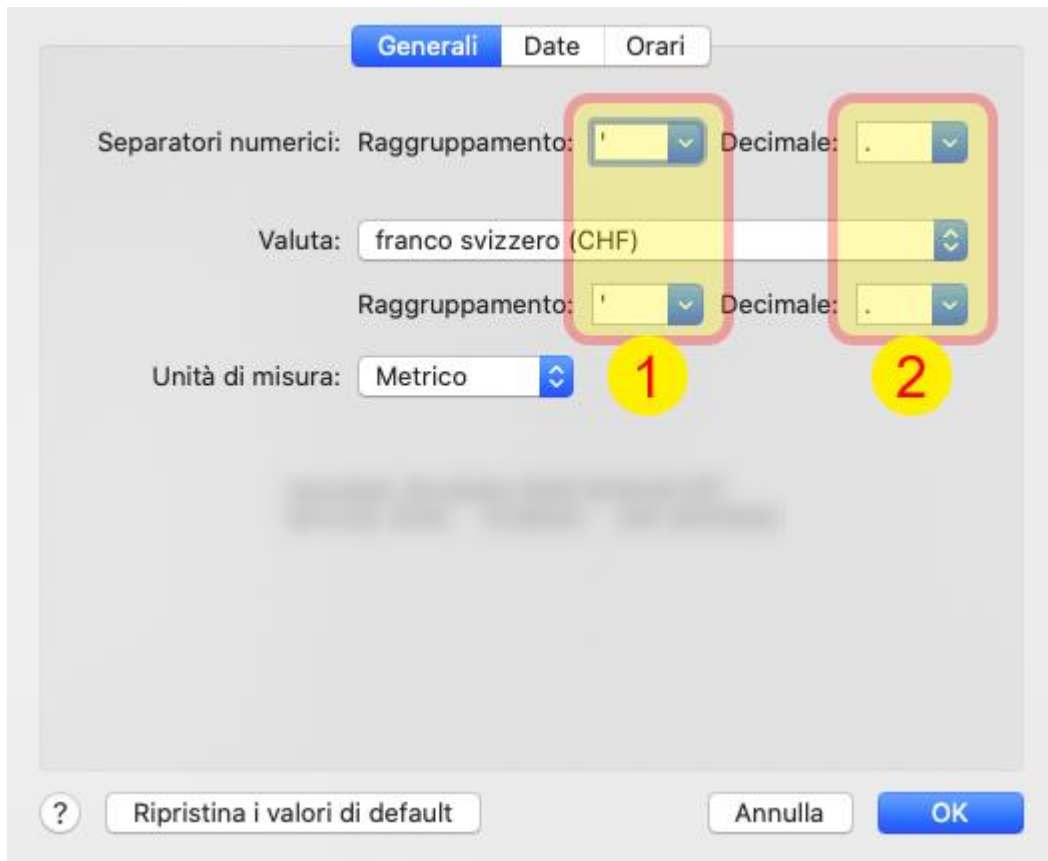 Generali Date Orari
Separatori numerici: Raggruppamento: ' Decimale: .
Valuta: franco svizzero (CHF)
Raggruppamento: ' Decimale: .
Unità di misura: Metrico 1 2
? Ripristina i valori di default Annulla OK